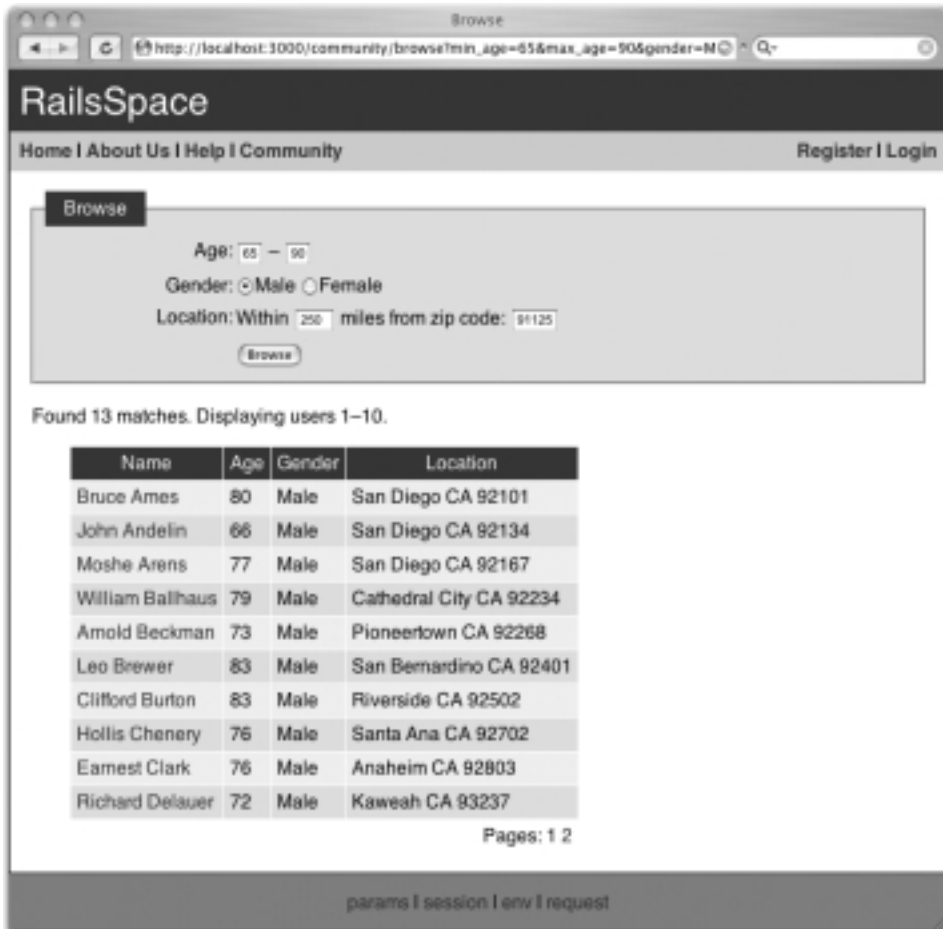 Browse
http://localhost:3000/community/browse?min_age=65&max_age=90&gender=M
RailsSpace
Home | About Us | Help | Community Register | Login
Browse
Age: 65 – 90
Gender: Male Female
Location: Within 250 miles from zip code: 91125
Browse
Found 13 matches. Displaying users 1–10.
Name Age Gender Location
Bruce Ames 80 Male San Diego CA 92101
John Andelin 66 Male San Diego CA 92134
Moshe Arens 77 Male San Diego CA 92167
William Ballhaus 79 Male Cathedral City CA 92234
Arnold Beckman 73 Male Pioneertown CA 92268
Leo Brewer 83 Male San Bernardino CA 92401
Clifford Burton 83 Male Riverside CA 92502
Hollis Chenery 76 Male Santa Ana CA 92702
Earnest Clark 76 Male Anaheim CA 92803
Richard Delauer 72 Male Kaweah CA 93237
Pages: 1 2
params | session | env | request